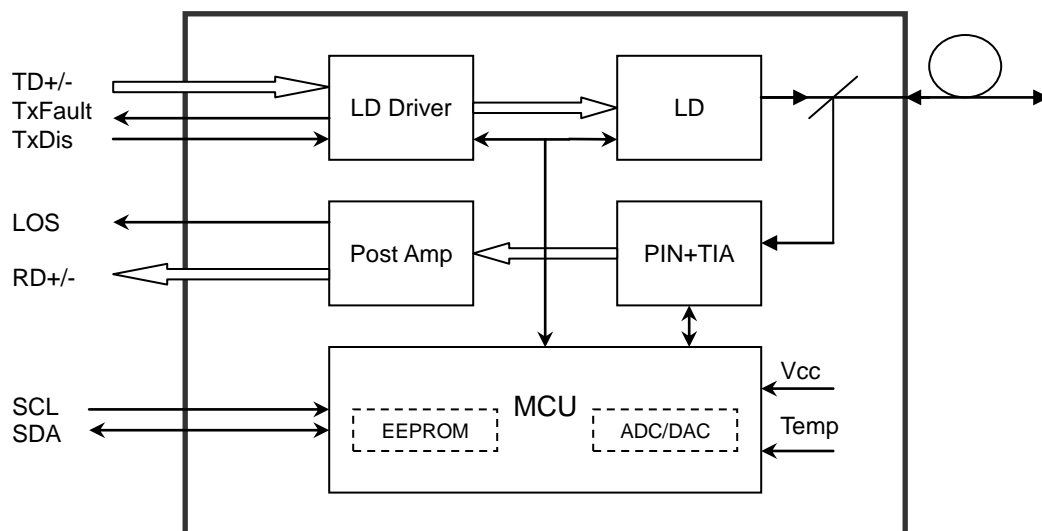 TD+/-
TxFault
TxDis
LD Driver
LD
LOS
RD+/-
Post Amp
PIN+TIA
SCL
SDA
MCU
EEPROM
ADC/DAC
Vcc
Temp